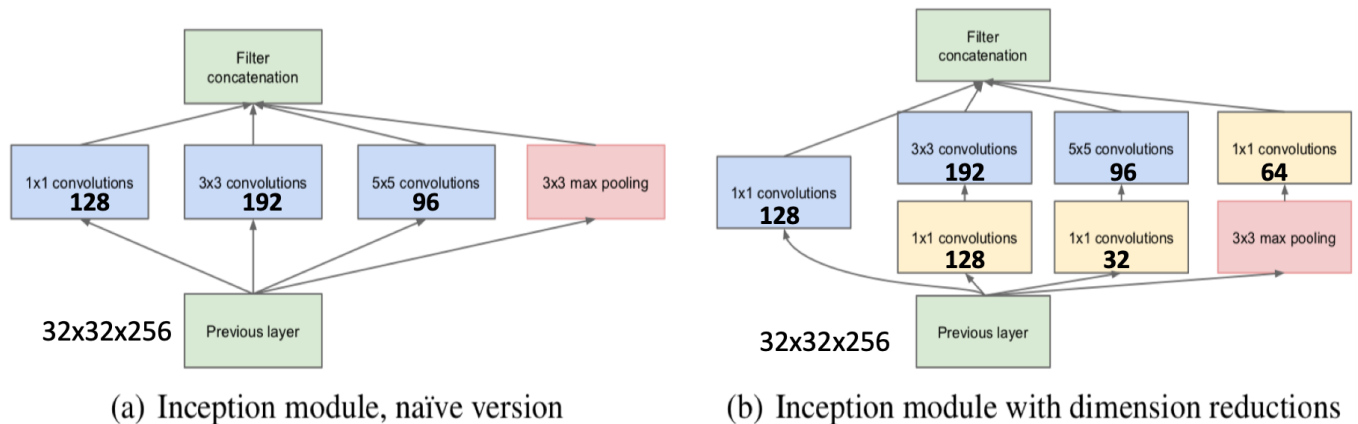 Filter
concatenation
1x1 convolutions
128
3x3 convolutions
192
5x5 convolutions
96
3x3 max pooling
32x32x256
Previous layer
(a) Inception module, naïve version
Filter
concatenation
1x1 convolutions
128
3x3 convolutions
192
5x5 convolutions
96
1x1 convolutions
64
1x1 convolutions
128
1x1 convolutions
32
3x3 max pooling
32x32x256
Previous layer
(b) Inception module with dimension reductions